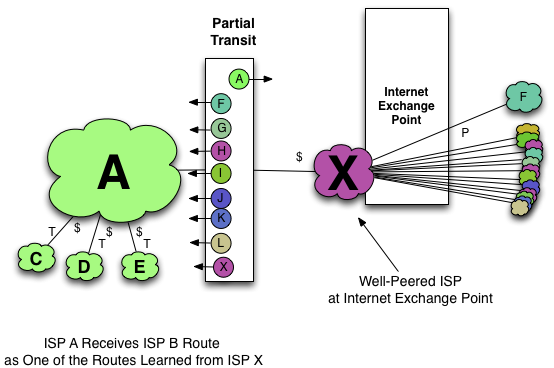 Partial
Transit
A
F
G
H
I
J
K
L
X
Internet
Exchange
Point
F
P
$
X
A
T
$
T
$
$
T
C
D
E
Well-Peered ISP
at Internet Exchange Point
ISP A Receives ISP B Route
as One of the Routes Learned from ISP X